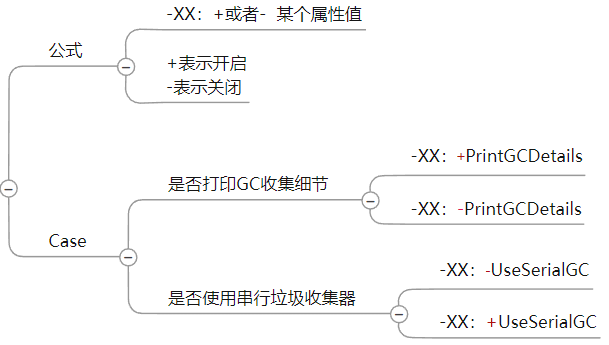 公式
-XX：+或者- 某个属性值
+表示开启
-表示关闭
Case
是否打印GC收集细节
-XX：+PrintGCDetails
-XX：-PrintGCDetails
是否使用串行垃圾收集器
-XX：-UseSerialGC
-XX：+UseSerialGC